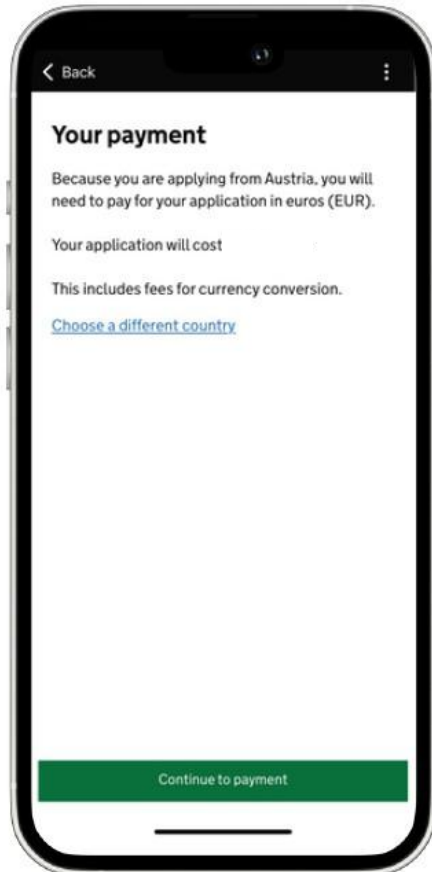 Back
Your payment
Because you are applying from Austria, you will
need to pay for your application in euros (EUR).
Your application will cost
This includes fees for currency conversion.
Choose a different country
Continue to payment